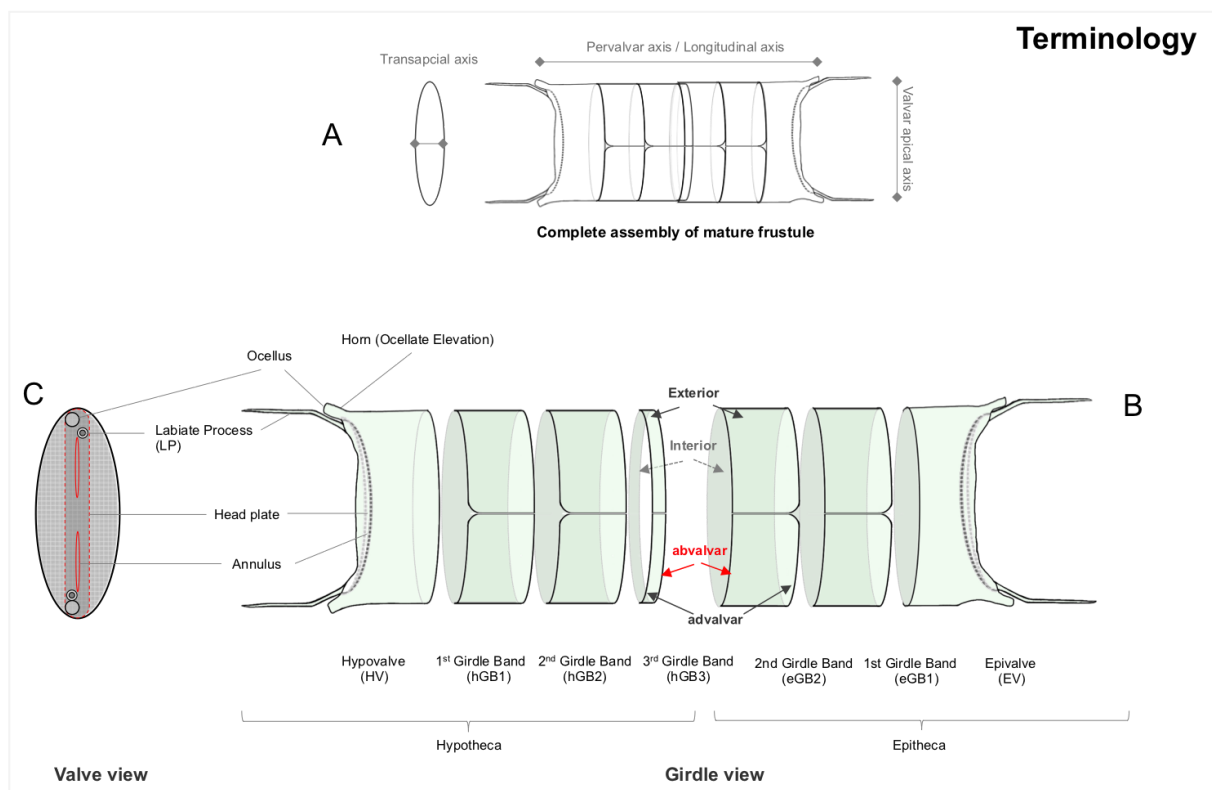 Terminology
Pervalvar axis / Longitudinal axis
Transapcial axis
A
Valvar apical axis
Complete assembly of mature frustule
Horn (Ocellate Elevation)
Ocellus
C
B
Exterior
Labiate Process
(LP)
Interior
Head plate
abvalvar
Annulus
advalvar
Hypovalve
(HV)
1st Girdle Band
(hGB1)
2nd Girdle Band
(hGB2)
3rd Girdle Band
(hGB3)
2nd Girdle Band
(eGB2)
1st Girdle Band
(eGB1)
Epivalve
(EV)
Hypotheca
Epitheca
Valve view
Girdle view